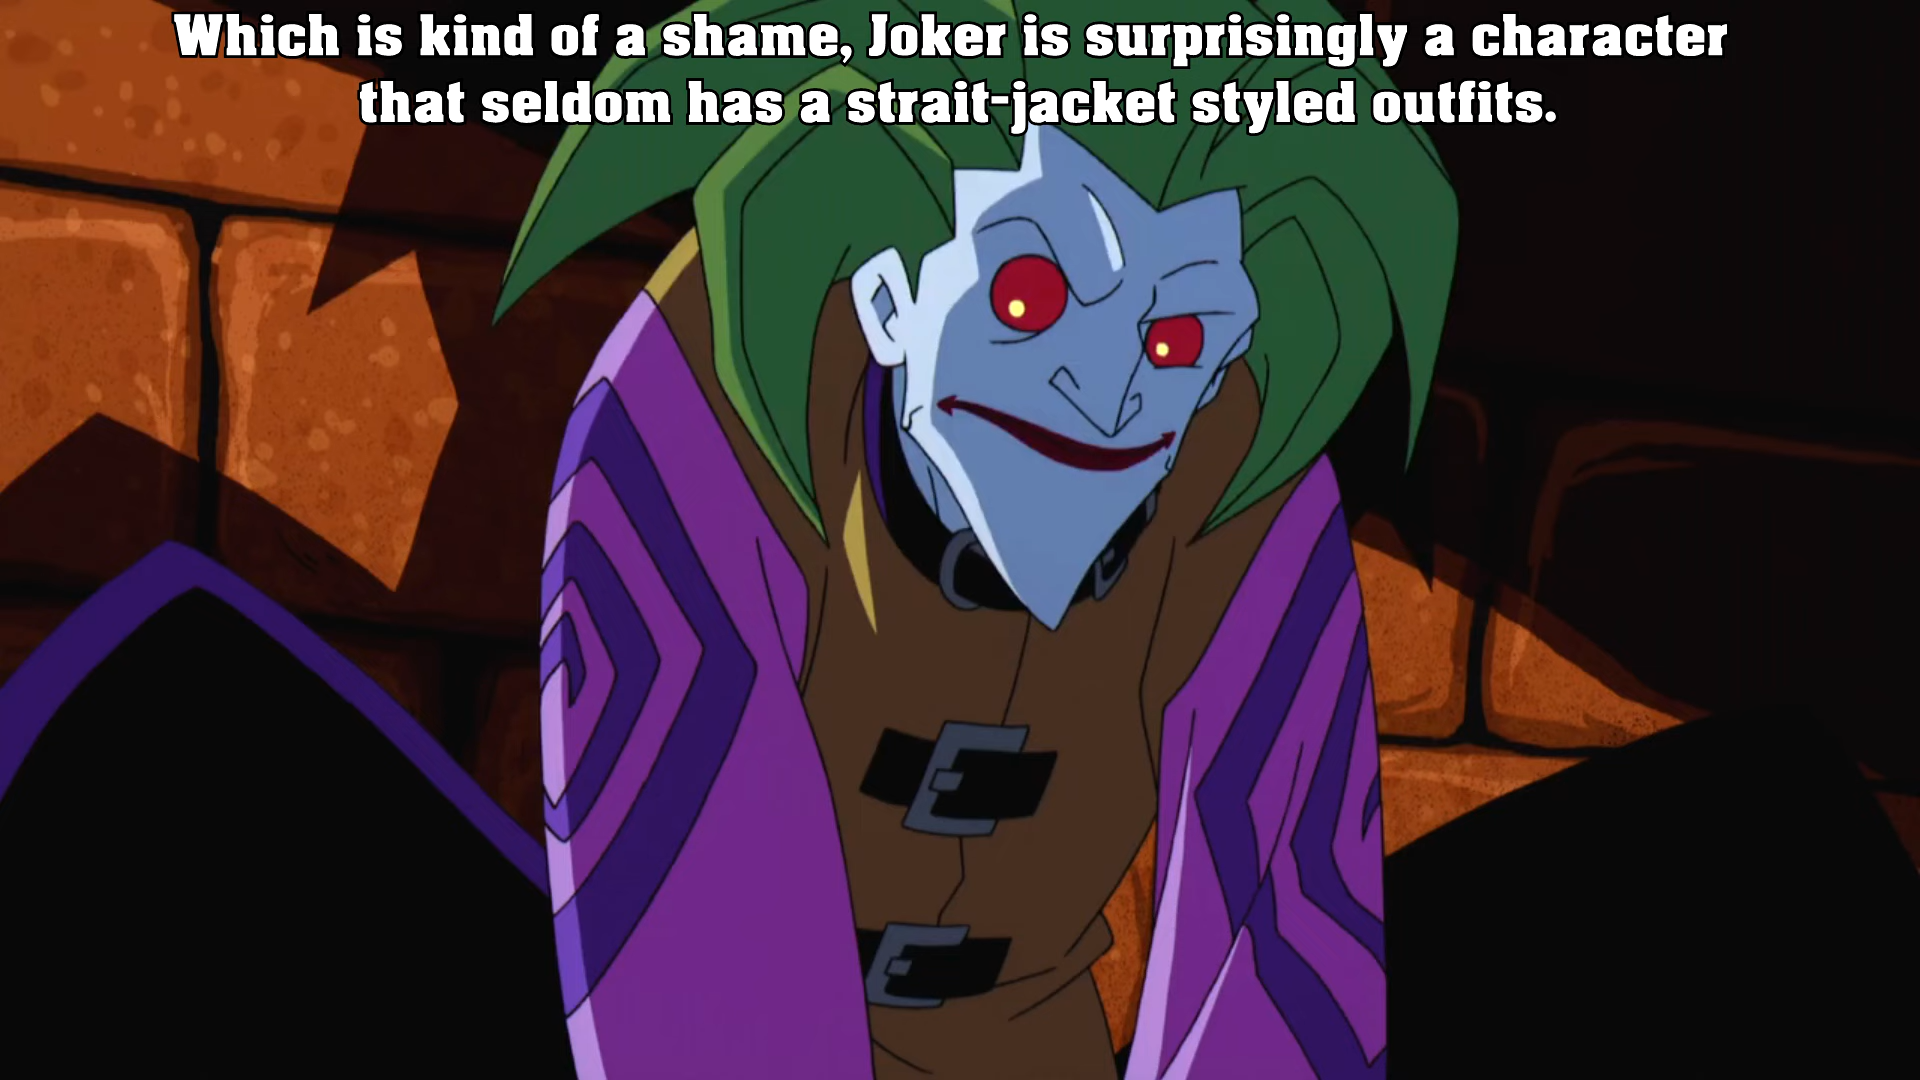 Which is kind of a shame, Joker is surprisingly a character
that seldom has a strait-jacket styled outfits.